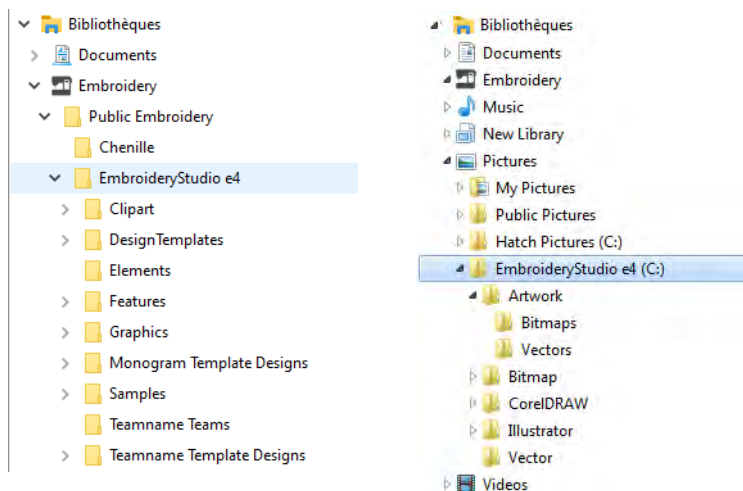 Bibliothèques
Documents
Embroidery
Public Embroidery
Chenille
EmbroideryStudio e4
Clipart
DesignTemplates
Elements
Features
Graphics
Monogram Template Designs
Samples
Teamname Teams
Teamname Template Designs
Bibliothèques
Documents
Embroidery
Music
New Library
Pictures
My Pictures
Public Pictures
Hatch Pictures (C:)
EmbroideryStudio e4 (C:)
Artwork
Bitmaps
Vectors
Bitmap
CorelDRAW
Illustrator
Vector
Videos